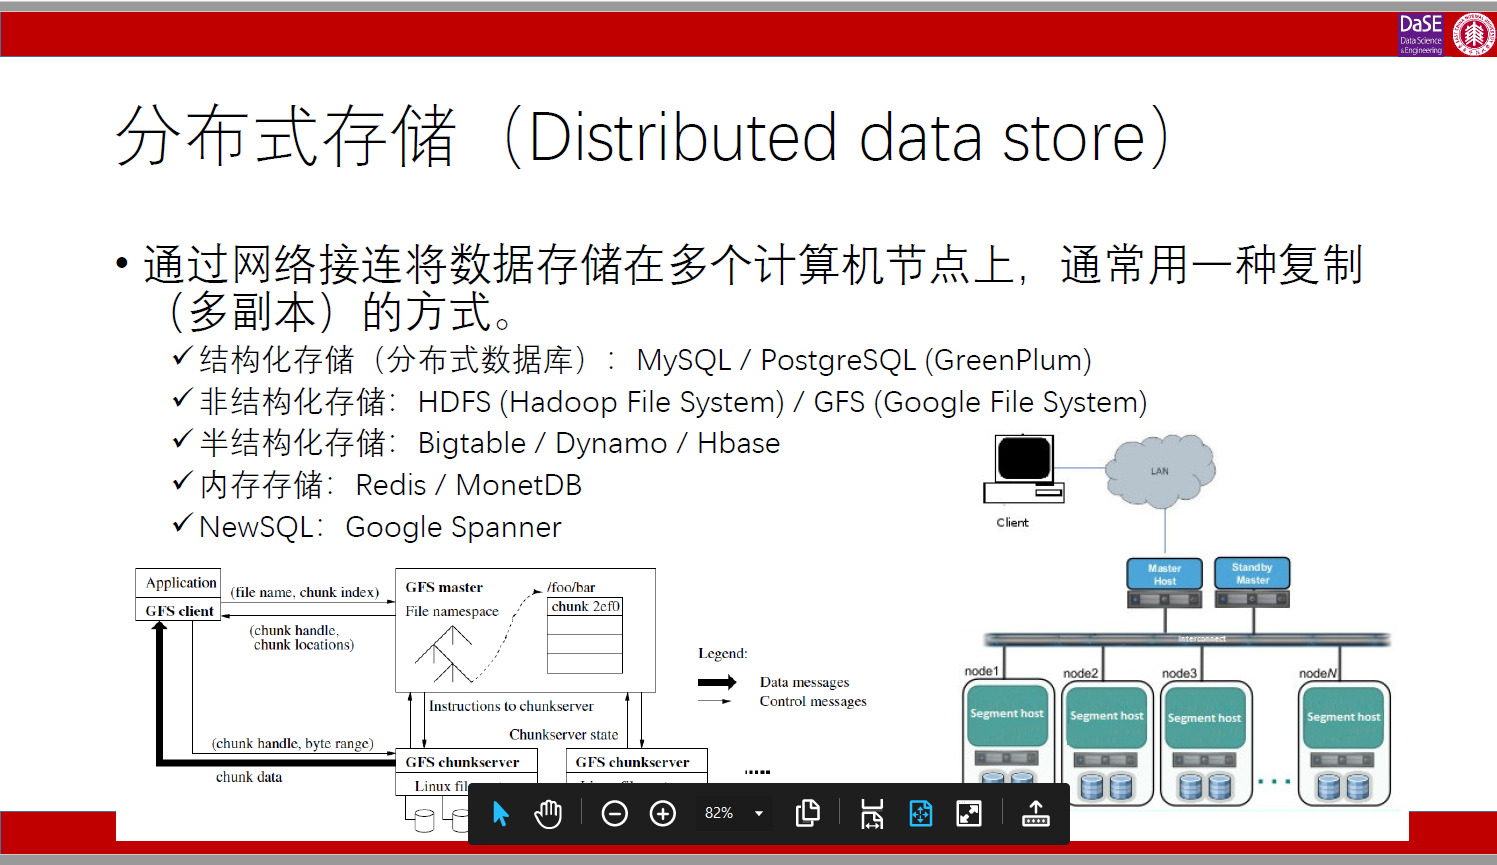 DaSE
Data Science
& Engineering
分布式存储（Distributed data store）
• 通过网络接连将数据存储在多个计算机节点上，通常用一种复制
（多副本）的方式。
✓结构化存储（分布式数据库）：MySQL / PostgreSQL (GreenPlum)
✓非结构化存储：HDFS (Hadoop File System) / GFS (Google File System)
✓半结构化存储：Bigtable / Dynamo / Hbase
✓内存存储：Redis / MonetDB
✓NewSQL：Google Spanner
Application
GFS client
(file name, chunk index)
(chunk handle,
chunk locations)
GFS master
File namespace
/foo/bar
chunk 2ef0
Legend:
Data messages
Control messages
Instructions to chunkserver
Chunkserver state
(chunk handle, byte range)
chunk data
GFS chunkserver
GFS chunkserver
Linux
Client
LAN
Master
Host
Standby
Master
Interconnect
node1
node2
node3
nodeN
Segment host
Segment host
Segment host
Segment host
82%